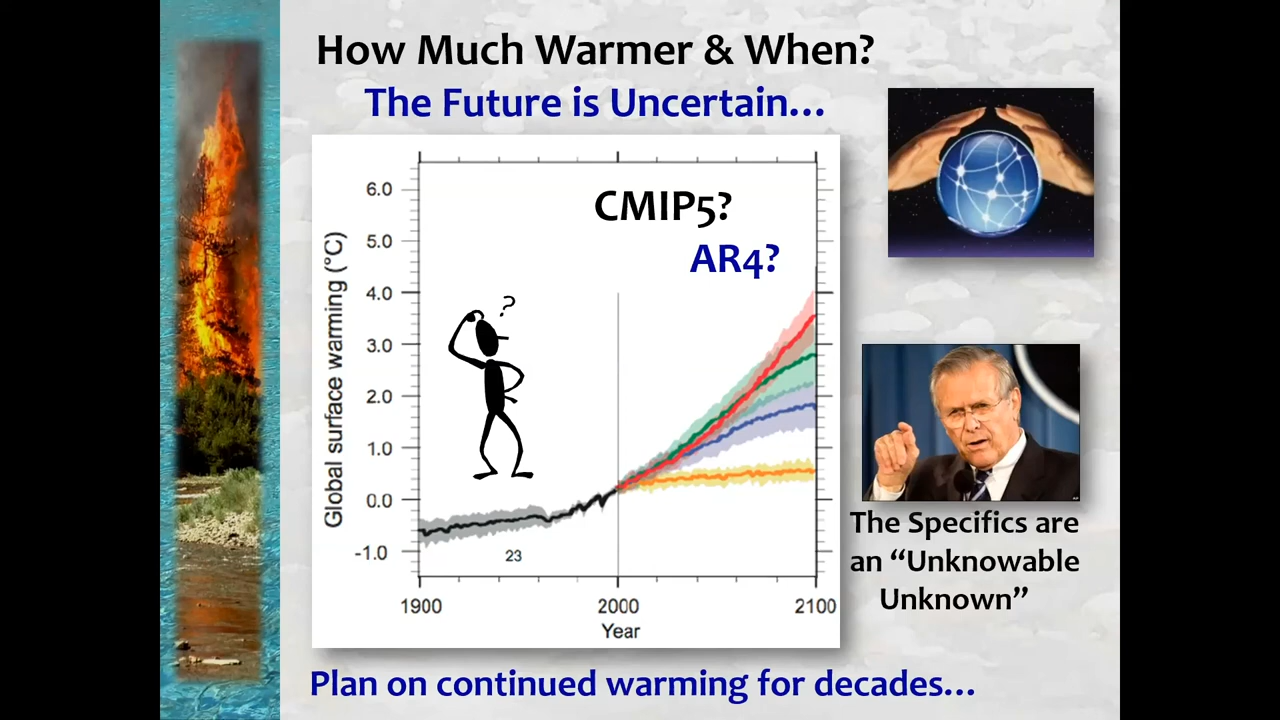 How Much Warmer & When?
The Future is Uncertain...
CMIP5?
AR4?
?
Global surface warming (°C)
6.0
5.0
4.0
3.0
2.0
1.0
0.0
-1.0
23
1900
2000
2100
Year
The Specifics are
an “Unknowable
Unknown”
Plan on continued warming for decades...